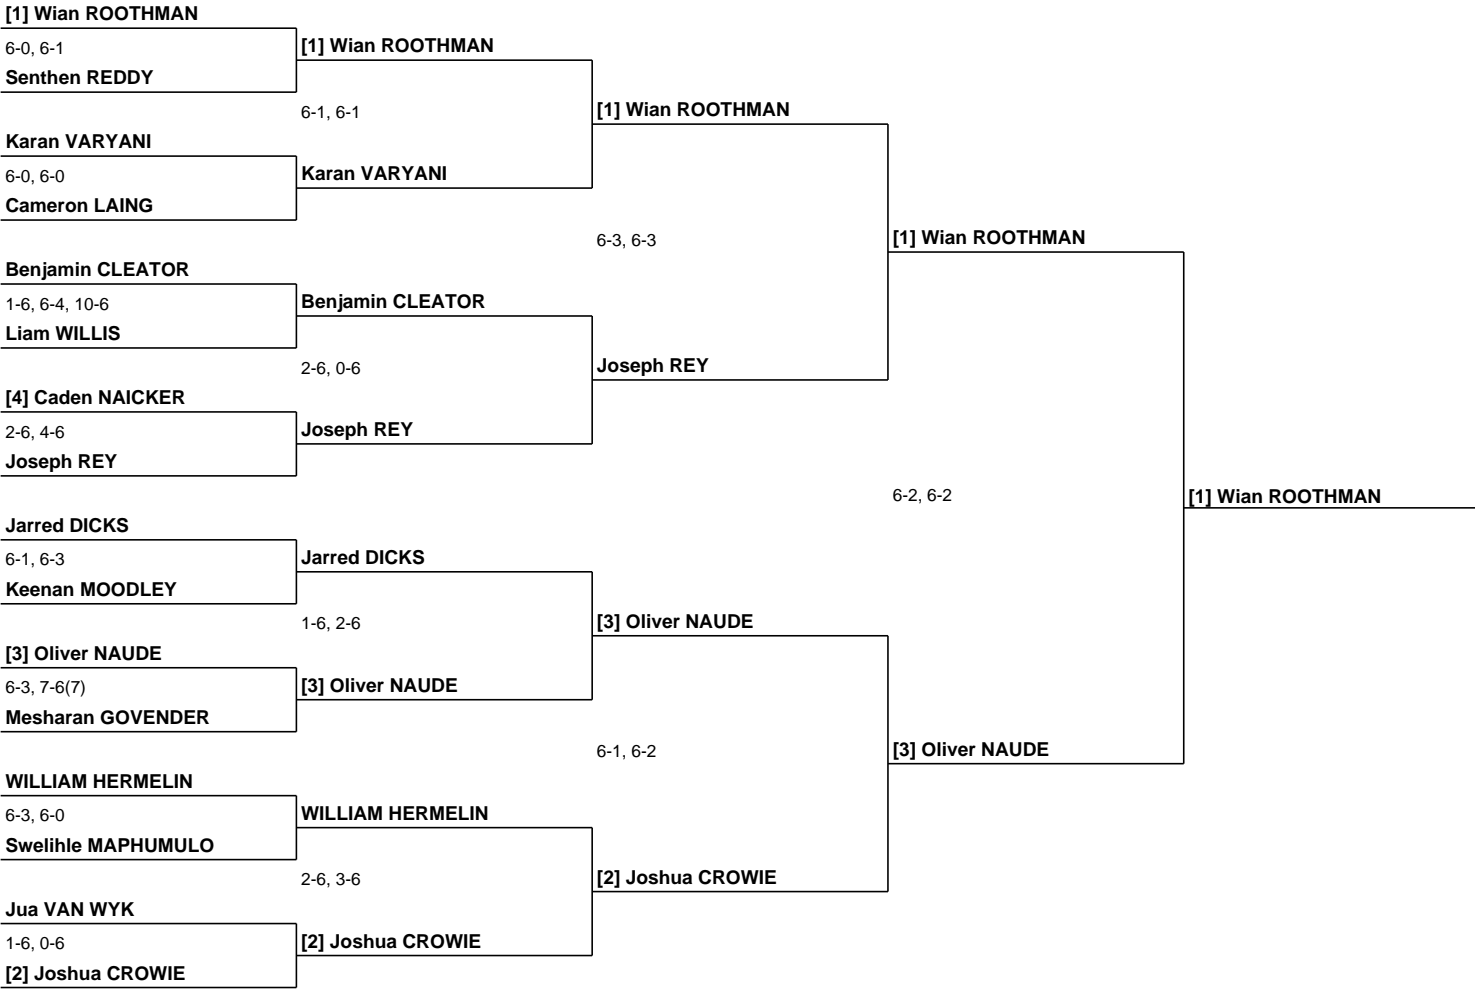 [1] Wian ROOTHMAN
6-0, 6-1
Senthen REDDY
Karan VARYANI
6-0, 6-0
Cameron LAING
Benjamin CLEATOR
1-6, 6-4, 10-6
Liam WILLIS
[4] Caden NAICKER
2-6, 4-6
Joseph REY
Jarred DICKS
6-1, 6-3
Keenan MOODLEY
[3] Oliver NAUDE
6-3, 7-6(7)
Mesharan GOVENDER
WILLIAM HERMELIN
6-3, 6-0
Swelihle MAPHUMULO
Jua VAN WYK
1-6, 0-6
[2] Joshua CROWIE
[1] Wian ROOTHMAN
6-1, 6-1
Karan VARYANI
Benjamin CLEATOR
2-6, 0-6
Joseph REY
Jarred DICKS
1-6, 2-6
[3] Oliver NAUDE
WILLIAM HERMELIN
2-6, 3-6
[2] Joshua CROWIE
[1] Wian ROOTHMAN
6-3, 6-3
Joseph REY
[3] Oliver NAUDE
6-1, 6-2
[2] Joshua CROWIE
[1] Wian ROOTHMAN
6-2, 6-2
[3] Oliver NAUDE
[1] Wian ROOTHMAN